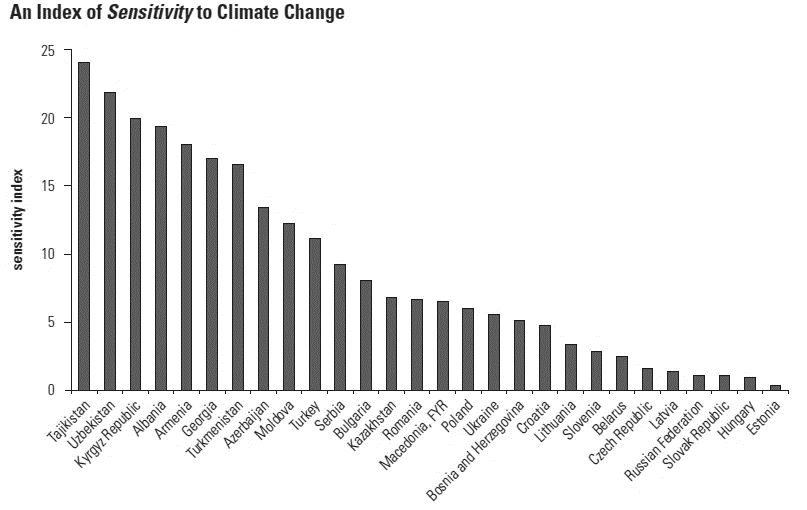 An Index of Sensitivity to Climate Change
sensitivity index
25
20
15
10
5
0
Tajikistan
Uzbekistan
Kyrgyz Republic
Albania
Armenia
Georgia
Turkmenistan
Azerbaijan
Moldova
Turkey
Serbia
Bulgaria
Kazakhstan
Romania
Macedonia, FYR
Poland
Ukraine
Bosnia and Herzegovina
Croatia
Lithuania
Slovenia
Belarus
Czech Republic
Latvia
Russian Federation
Slovak Republic
Hungary
Estonia